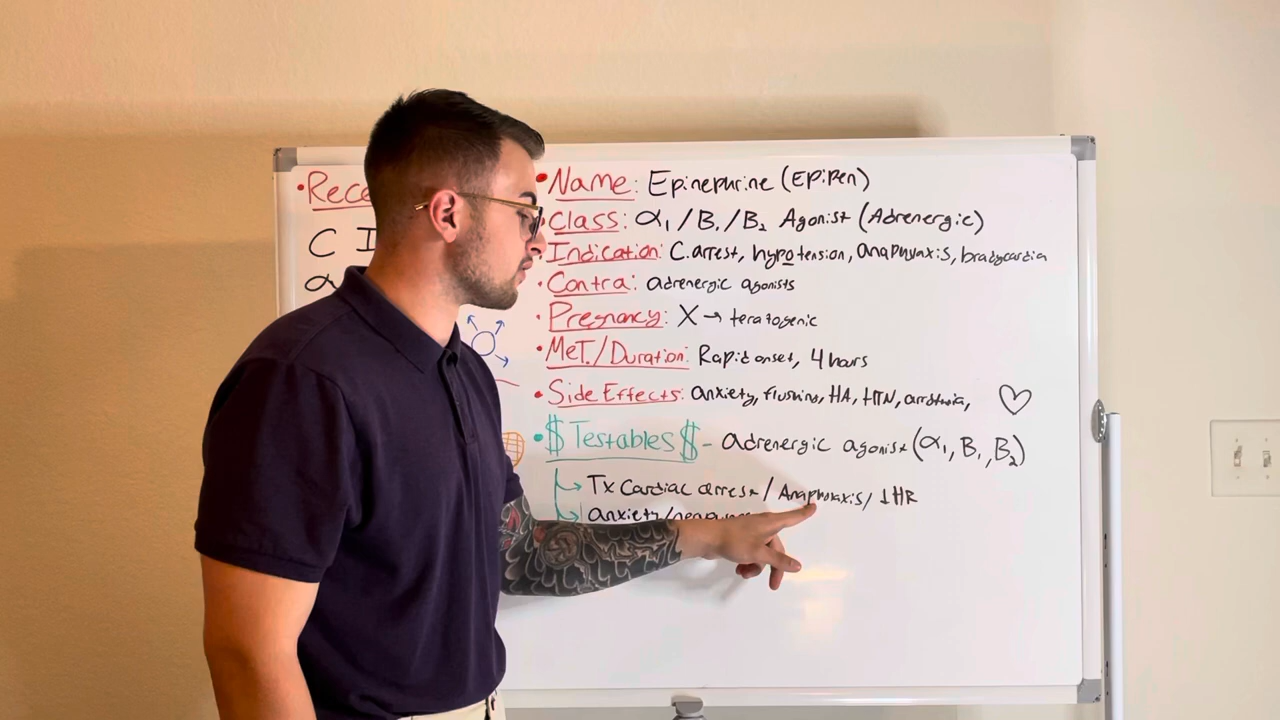 • Rece
C I
α
• Name: Epinephrine (Epipen)
• Class: α₁/B₁/B₂ Agonist (Adrenergic)
• Indication: C. arrest, hypotension, anaphylaxis, bradycardia
• Contra: adrenergic agonists
• Pregnancy: X → teratogenic
• Met./Duration: Rapid onset, 4 hours
• Side Effects: anxiety, flushing, HA, HTN,
• $ Testables $ - adrenergic agonist (α₁, B₁, B₂)
↳ Tx Cardiac arrest / Anaphylaxis / ↓HR
↳ anxiety /